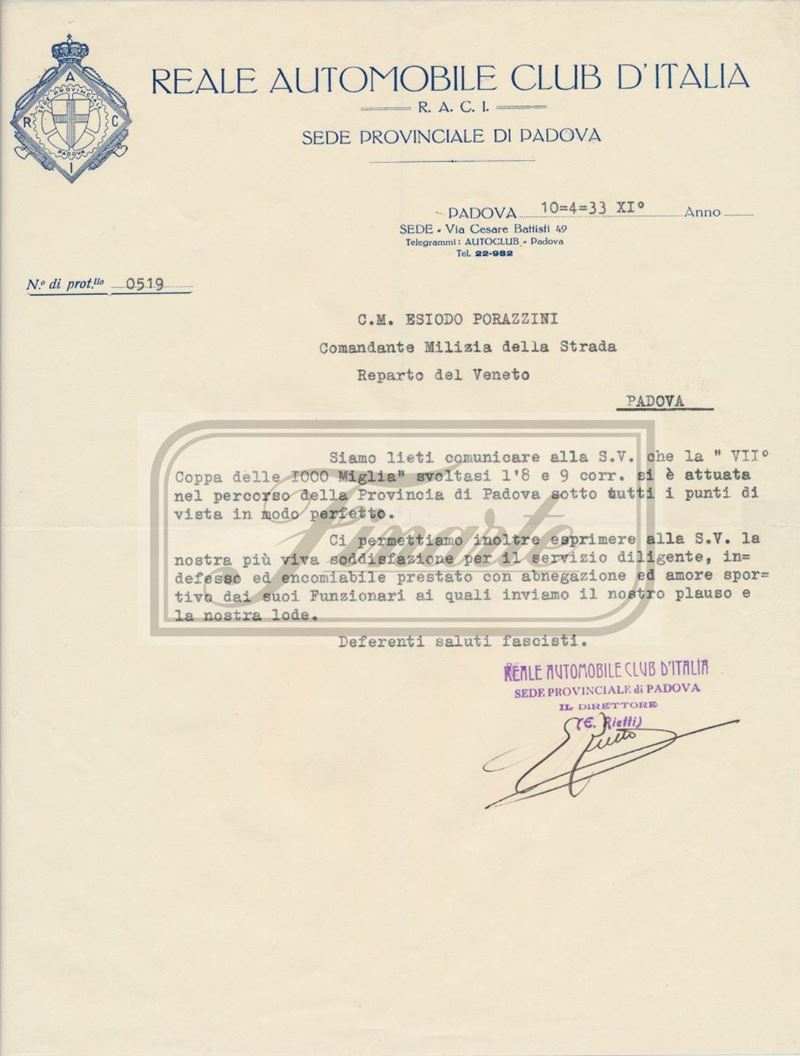 REALE AUTOMOBILE CLUB D'ITALIA
R. A. C. I.
SEDE PROVINCIALE DI PADOVA
R A C I
SEDE PROVINCIALE
PADOVA
PADOVA 10=4=33 XI° Anno
SEDE - Via Cesare Battisti 49
Telegrammi: AUTOCLUB - Padova
Tel. 22-982
N.o di prot.llo 0519
C.M. ESIODO PORAZZINI
Comandante Milizia della Strada
Reparto del Veneto
PADOVA
Siamo lieti comunicare alla S.V. che la " VII°
Coppa delle IOOO Miglia" svoltasi l'8 e 9 corr. si è attuata
nel percorso della Provincia di Padova sotto tutti i punti di
vista in modo perfetto.
Ci permettiamo inoltre esprimere alla S.V. la
nostra più viva soddisfazione per il servizio diligente, in=
defesso ed encomiabile prestato con abnegazione ed amore spor=
tivo dai suoi Funzionari ai quali inviamo il nostro plauso e
la nostra lode.
Deferenti saluti fascisti.
Finarte
REALE AUTOMOBILE CLUB D'ITALIA
SEDE PROVINCIALE di PADOVA
IL DIRETTORE
(E. Rietti)
E Rietti